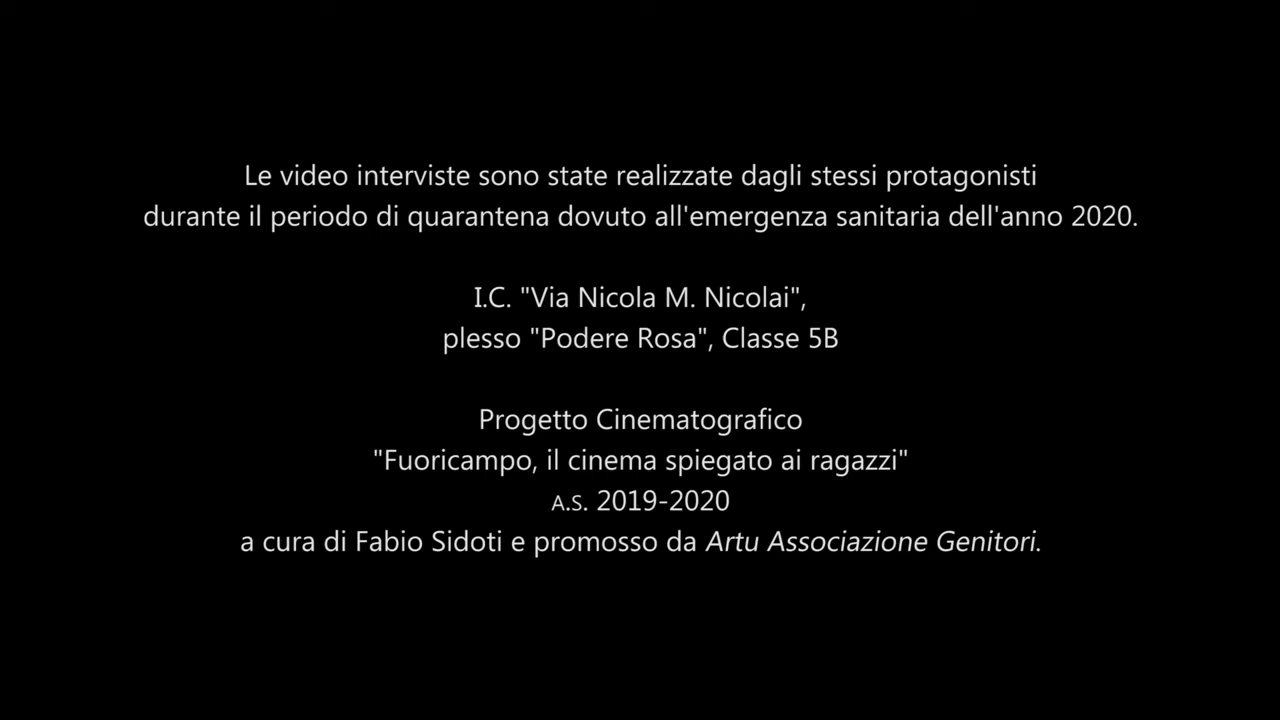 Le video interviste sono state realizzate dagli stessi protagonisti
durante il periodo di quarantena dovuto all'emergenza sanitaria dell'anno 2020.
I.C. "Via Nicola M. Nicolai",
plesso "Podere Rosa", Classe 5B
Progetto Cinematografico
"Fuoricampo, il cinema spiegato ai ragazzi"
A.S. 2019-2020
a cura di Fabio Sidoti e promosso da Artu Associazione Genitori.